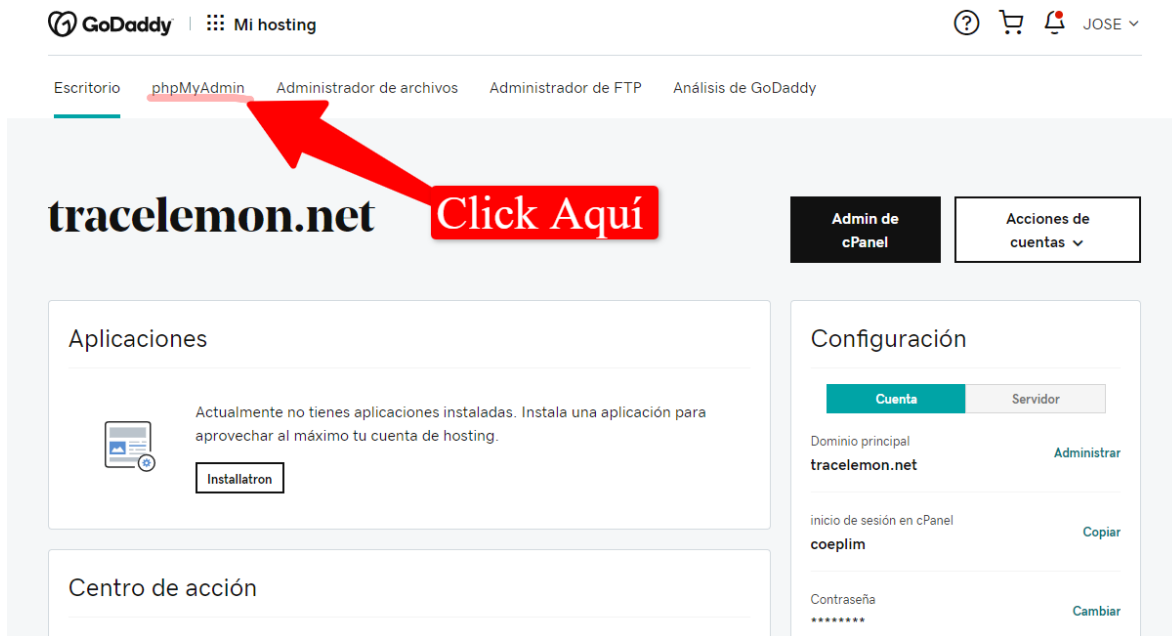 GoDaddy Mi hosting JOSE
Escritorio phpMyAdmin Administrador de archivos Administrador de FTP Análisis de GoDaddy
Click Aquí
tracelemon.net
Admin de
cPanel
Acciones de
cuentas
Aplicaciones
Actualmente no tienes aplicaciones instaladas. Instala una aplicación para
aprovechar al máximo tu cuenta de hosting.
Installatron
Centro de acción
Configuración
Cuenta Servidor
Dominio principal
tracelemon.net
Administrar
inicio de sesión en cPanel
coeplim
Copiar
Contraseña
********
Cambiar